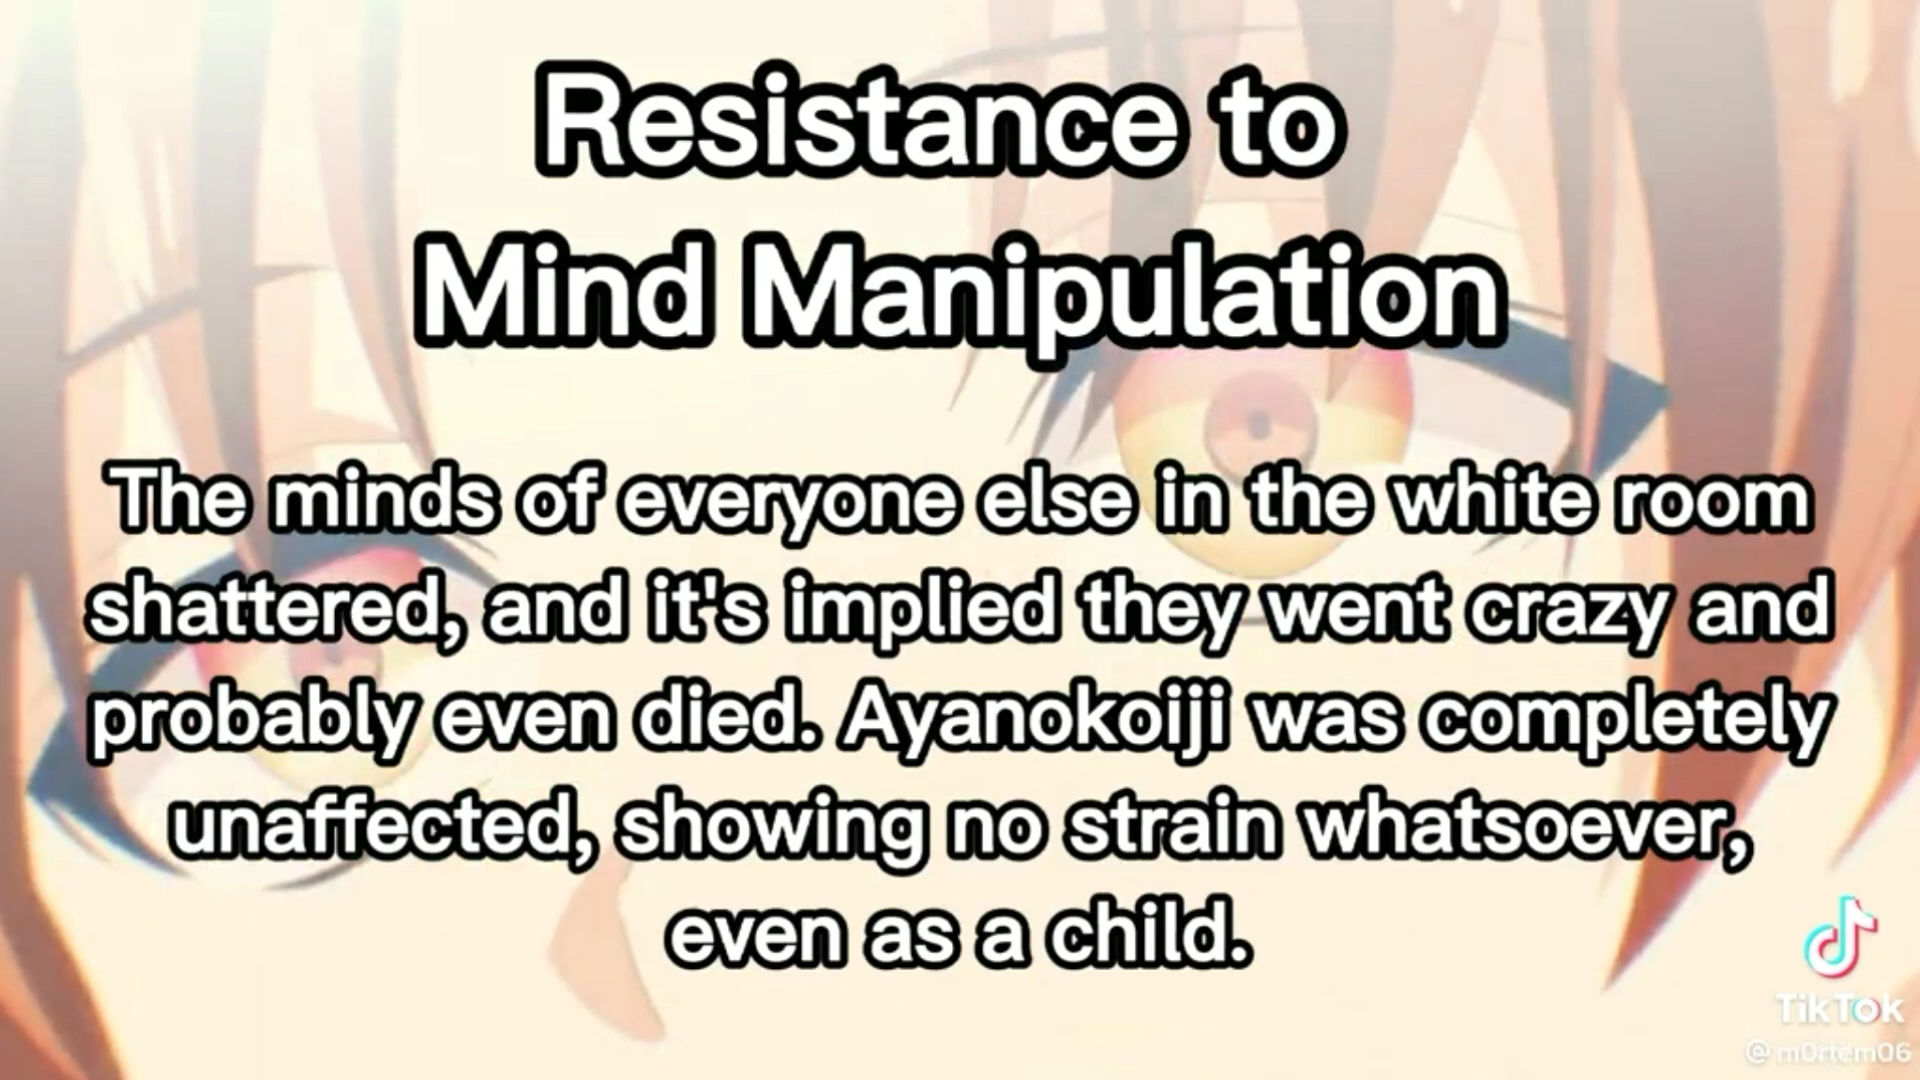 Resistance to
Mind Manipulation
The minds of everyone else in the white room
shattered, and it's implied they went crazy and
probably even died. Ayanokoiji was completely
unaffected, showing no strain whatsoever,
even as a child.
TikTok
@m0rtem06